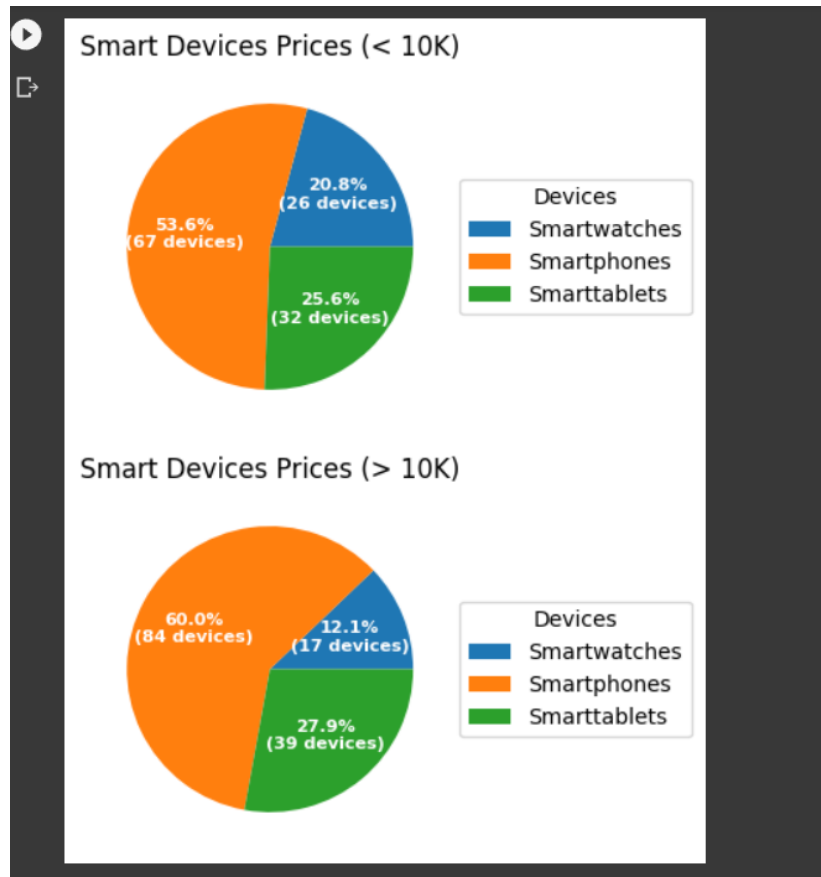 Smart Devices Prices (< 10K)
20.8%
(26 devices)
53.6%
(67 devices)
25.6%
(32 devices)
Devices
Smartwatches
Smartphones
Smarttablets
Smart Devices Prices (> 10K)
60.0%
(84 devices)
12.1%
(17 devices)
27.9%
(39 devices)
Devices
Smartwatches
Smartphones
Smarttablets